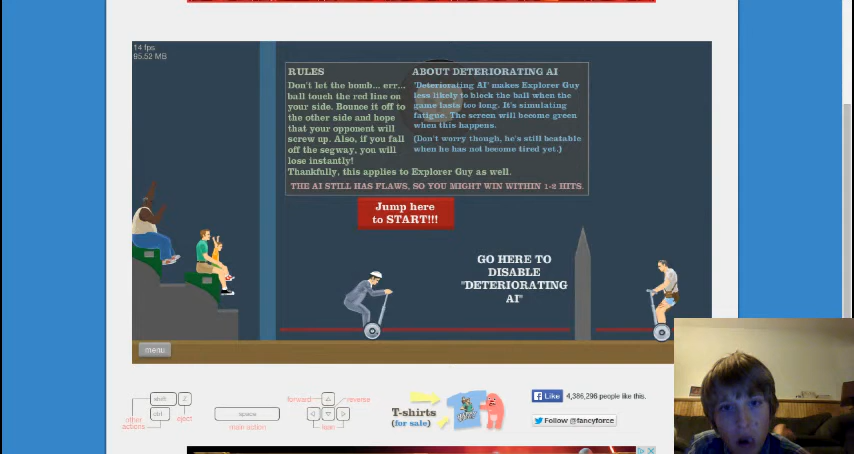 14 fps
95.52 MB
RULES
Don't let the bomb... err...
ball touch the red line on
your side. Bounce it off to
the other side and hope
that your opponent will
screw up. Also, if you fall
off the segway, you will
lose instantly!
Thankfully, this applies to Explorer Guy as well.
ABOUT DETERIORATING AI
'Deteriorating AI' makes Explorer Guy
less likely to block the ball when the
game lasts too long. It's simulating
fatigue. The screen will become green
when this happens.
(Don't worry though, he's still beatable
when he has not become tired yet.)
THE AI STILL HAS FLAWS, SO YOU MIGHT WIN WITHIN 1-2 HITS.
Jump here
to START!!!
GO HERE TO
DISABLE
"DETERIORATING
AI"
menu
shift
Z
ctrl
eject
other
actions
space
main action
forward
reverse
lean
T-shirts
(for sale)
Like
4,386,296 people like this.
Follow @fancyforce